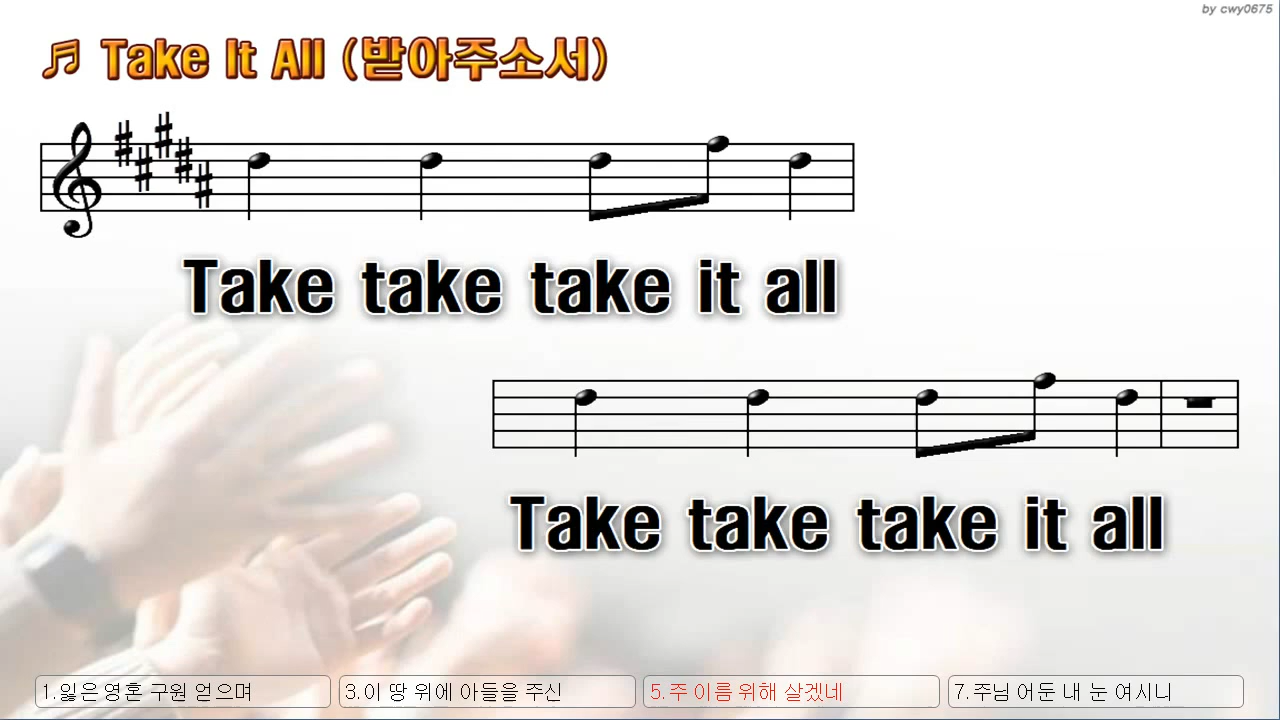 by cwy0675
♬ Take It All (받아주소서)
Take take take it all
Take take take it all
1.잃은 영혼 구원 얻으며
3.이 땅 위에 아들을 주신
5.주 이름 위해 살겠네
7.주님 어둔 내 눈 여시니